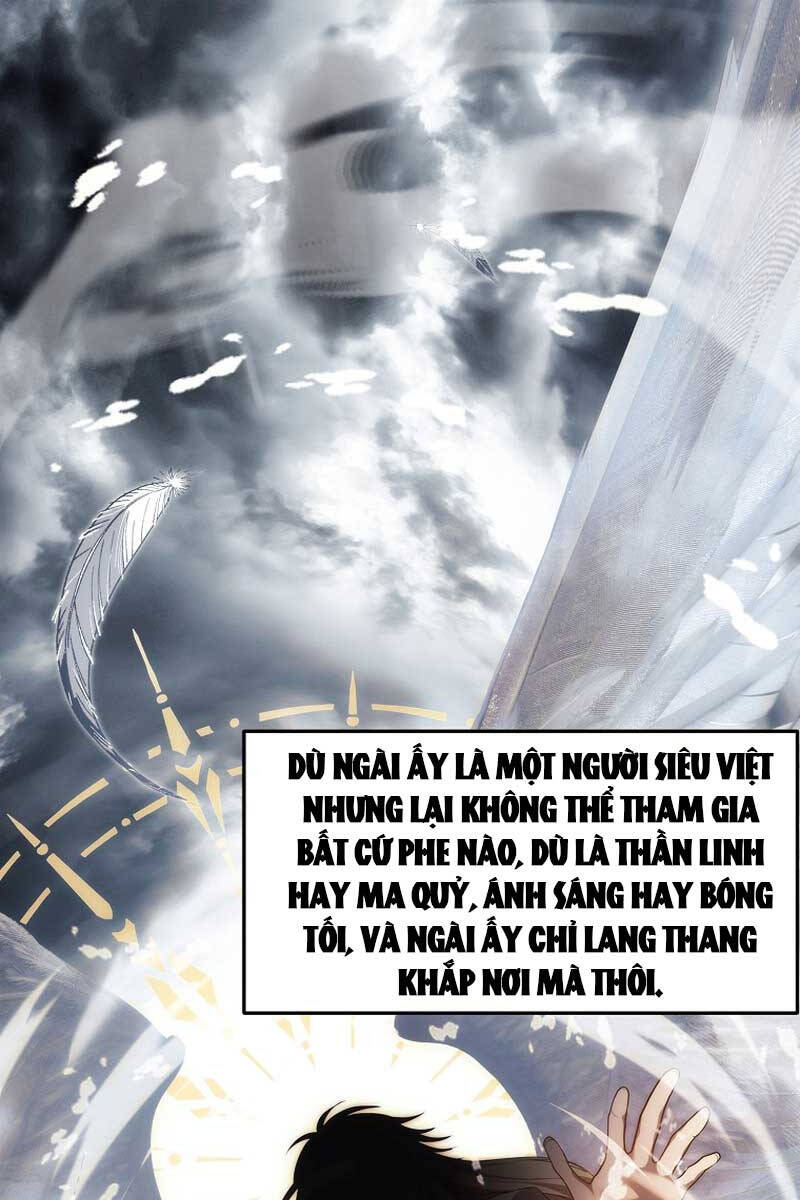 DÙ NGÀI ẤY LÀ MỘT NGƯỜI SIÊU VIỆT
NHƯNG LẠI KHÔNG THỂ THAM GIA
BẤT CỨ PHE NÀO, DÙ LÀ THẦN LINH
HAY MA QUỶ, ÁNH SÁNG HAY BÓNG
TỐI, VÀ NGÀI ẤY CHỈ LANG THANG
KHẮP NƠI MÀ THÔI.